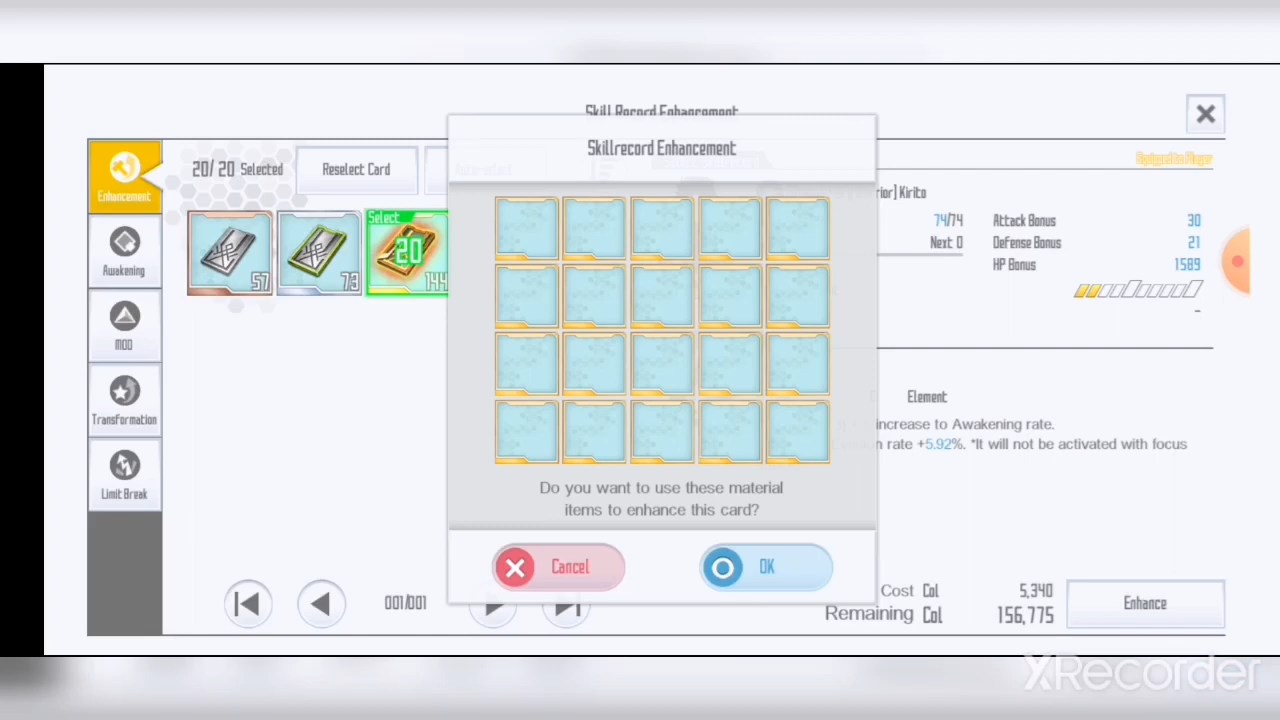 Skill Record Enhancement
Skillrecord Enhancement
Enhancement
Awakening
MOD
Transformation
Limit Break
20/20 Selected
Reselect Card
57
73
Select
20
144
Equipped to Player
rior] Kirito
74/74
Next 0
Attack Bonus 30
Defense Bonus 21
HP Bonus 1589
-
Element
increase to Awakening rate.
n rate +5.92%. *It will not be activated with focus
Do you want to use these material
items to enhance this card?
Cancel
OK
001/001
Cost Col 5,340
Remaining Col 156,775
Enhance
XRecorder